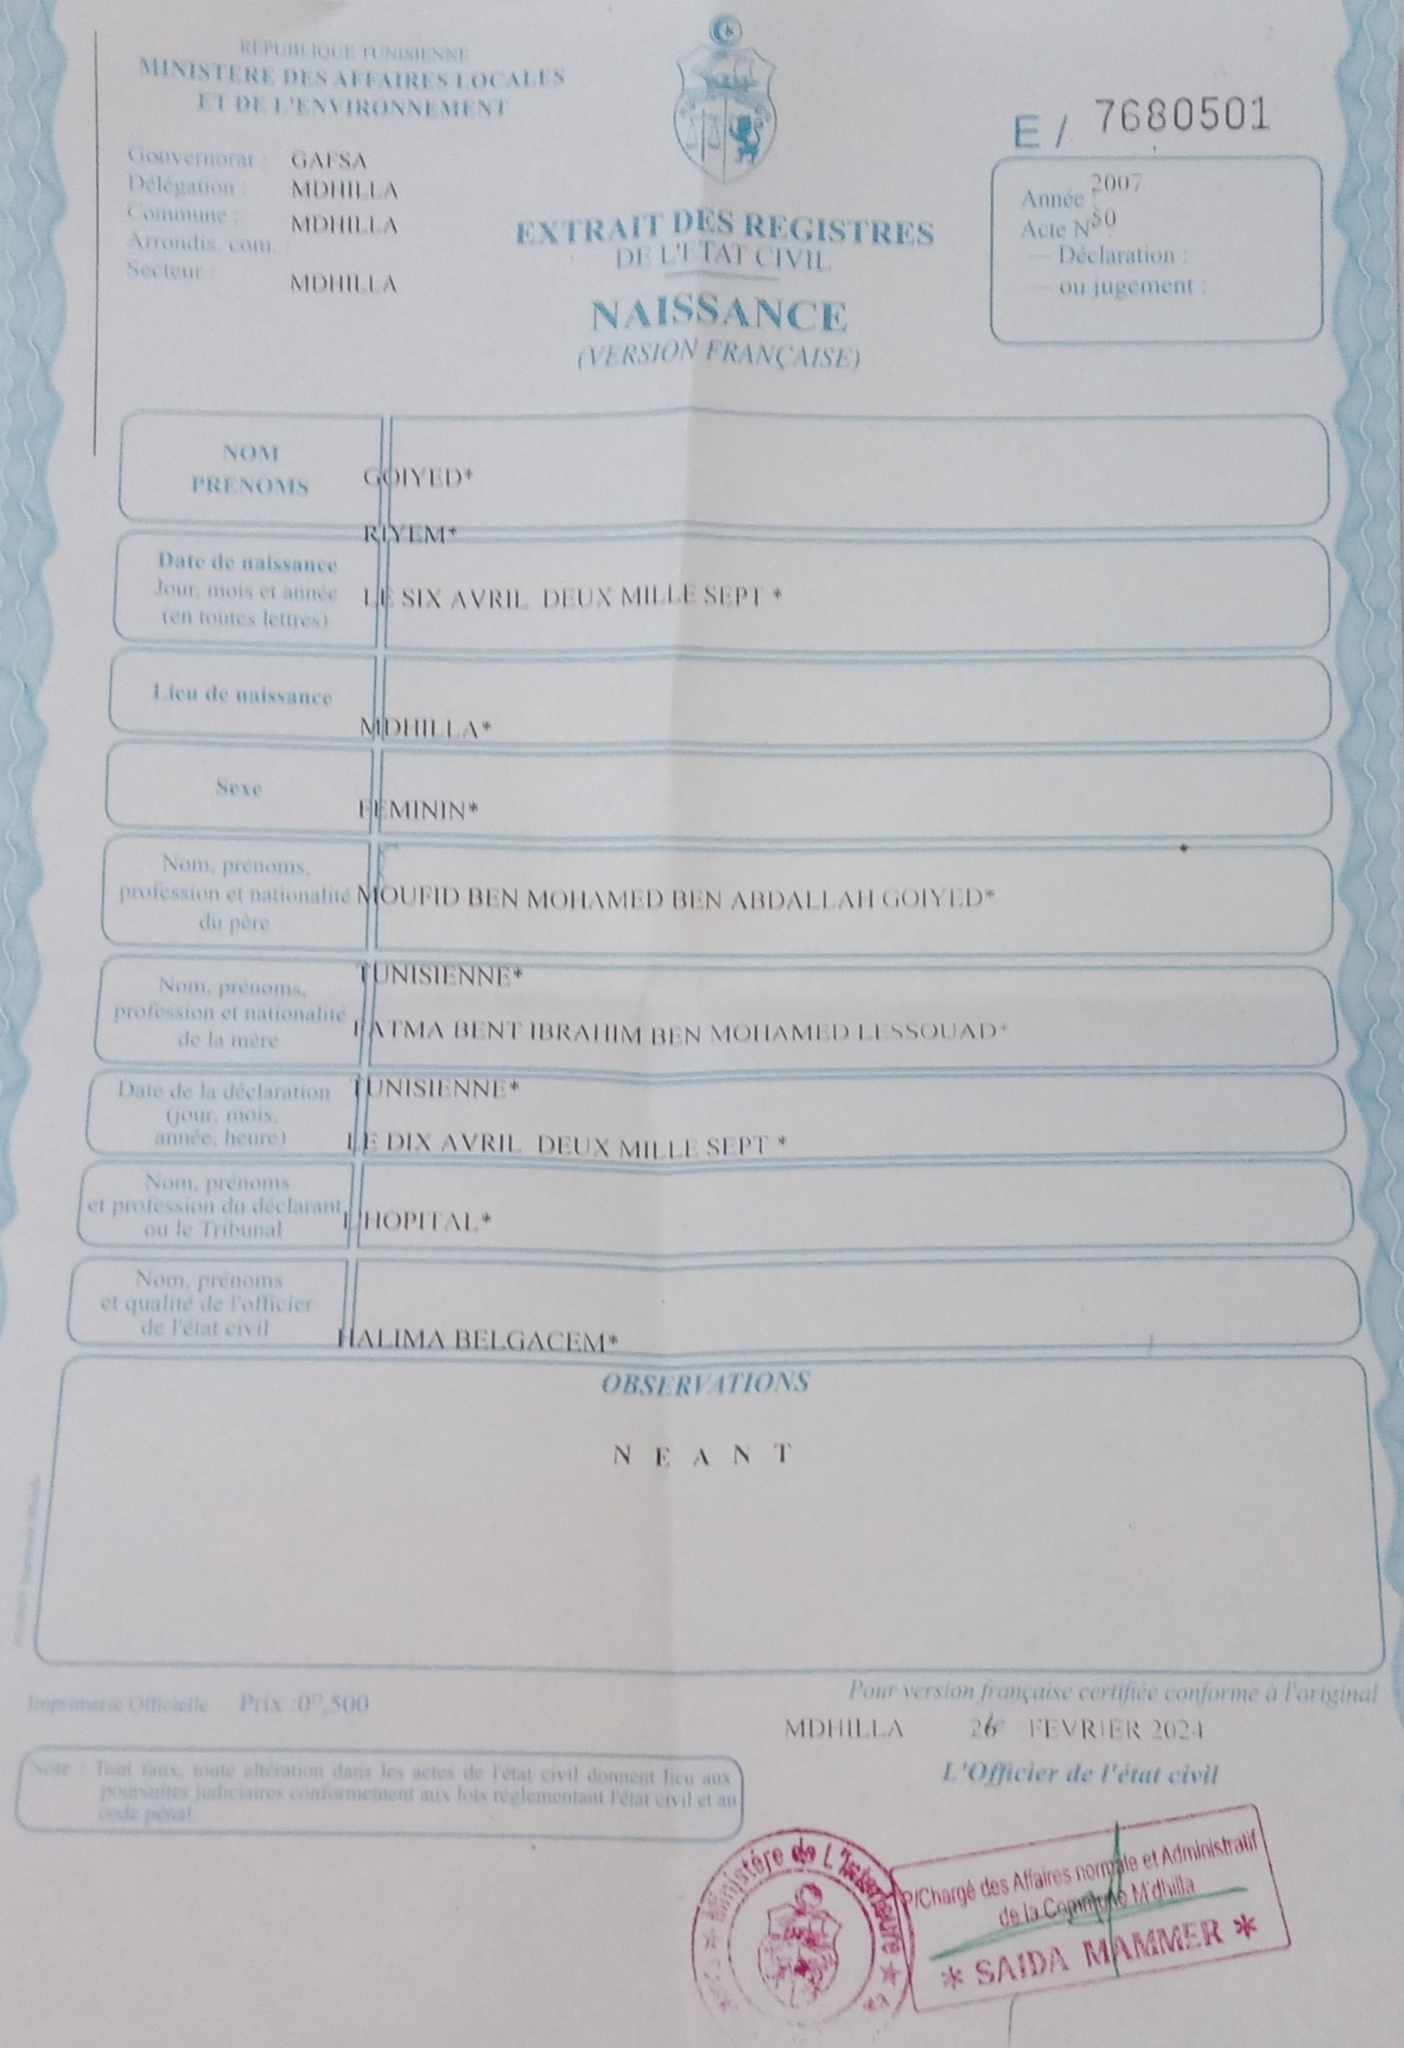 REPUBLIQUE TUNISIENNE
MINISTERE DES AFFAIRES LOCALES
ET DE L'ENVIRONNEMENT
Gouvernorat : GAFSA
Délégation : MDHILLA
Commune : MDHILLA
Arrondis. com. :
Secteur : MDHILLA
E / 7680501
Année : 2007
Acte N° 50
— Déclaration :
— ou jugement :
EXTRAIT DES REGISTRES
DE L'ETAT CIVIL
NAISSANCE
(VERSION FRANÇAISE)
NOM
PRENOMS
GOIYED*
RIYEM*
Date de naissance
Jour, mois et année
(en toutes lettres)
LE SIX AVRIL DEUX MILLE SEPT *
Lieu de naissance
MDHILLA*
Sexe
FEMININ*
Nom, prénoms,
profession et nationalité
du père
MOUFID BEN MOHAMED BEN ABDALLAH GOIYED*
TUNISIENNE*
Nom, prénoms,
profession et nationalité
de la mère
FATMA BENT IBRAHIM BEN MOHAMED LESSOUAD*
TUNISIENNE*
Date de la déclaration
(jour, mois,
année, heure)
LE DIX AVRIL DEUX MILLE SEPT *
Nom, prénoms
et profession du déclarant
ou le Tribunal
L'HOPITAL*
Nom, prénoms
et qualité de l'officier
de l'état civil
HALIMA BELGACEM*
OBSERVATIONS
N E A N T
Imprimerie Officielle Prix :0ᴰ,500
Pour version française certifiée conforme à l'original
MDHILLA 26 FEVRIER 2024
L'Officier de l'état civil
Note : Tout faux, toute altération dans les actes de l'état civil donnent lieu aux
poursuites judiciaires conformement aux lois réglementant l'état civil et au
code pénal.
Ministére de L'Interieure
P/Chargé des Affaires normale et Administratif
de la Commune M'dhilla
* SAIDA MAMMER *